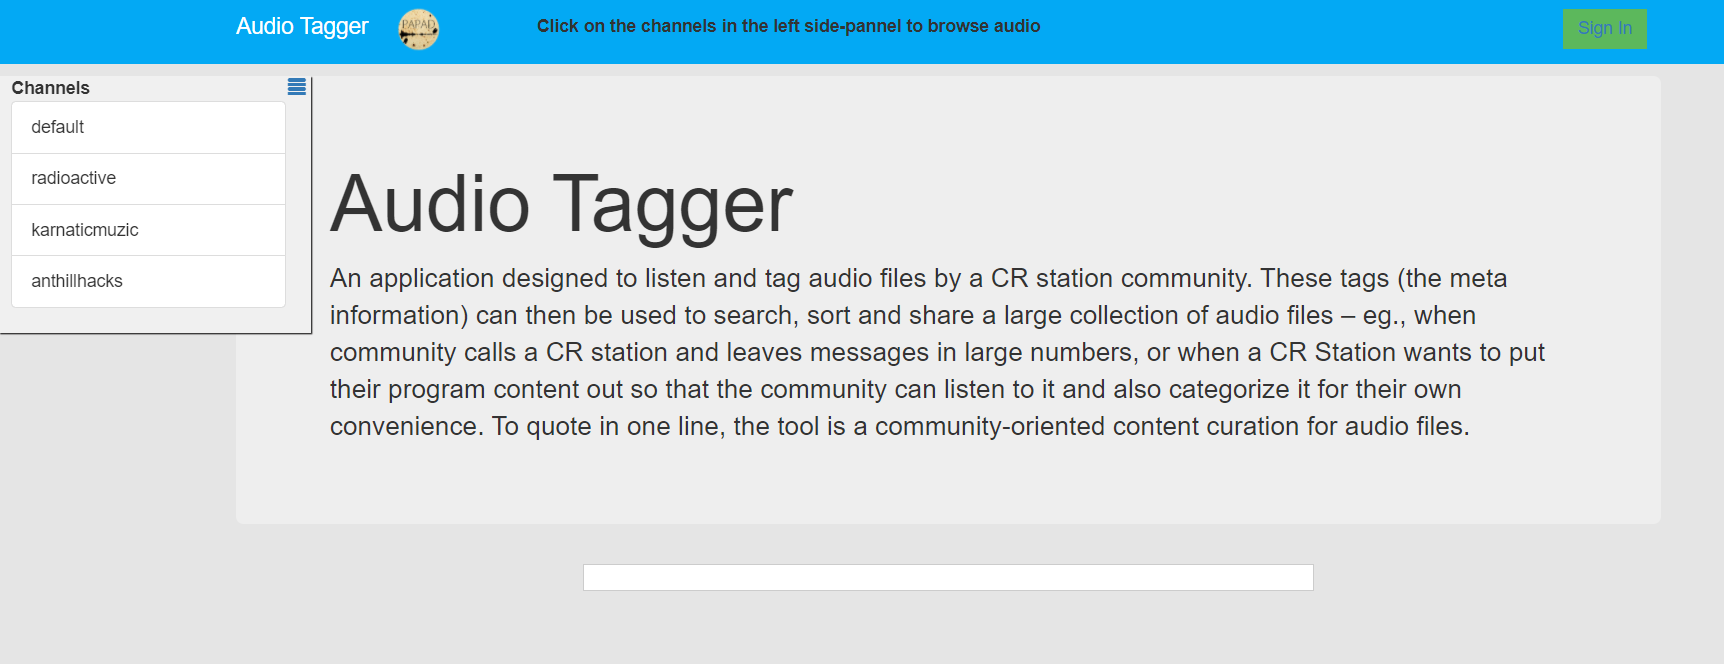 Audio Tagger
PAPAD
Click on the channels in the left side-pannel to browse audio
Sign In
Channels
default
radioactive
karnaticmuzic
anthillhacks
Audio Tagger
An application designed to listen and tag audio files by a CR station community. These tags (the meta
information) can then be used to search, sort and share a large collection of audio files – eg., when
community calls a CR station and leaves messages in large numbers, or when a CR Station wants to put
their program content out so that the community can listen to it and also categorize it for their own
convenience. To quote in one line, the tool is a community-oriented content curation for audio files.